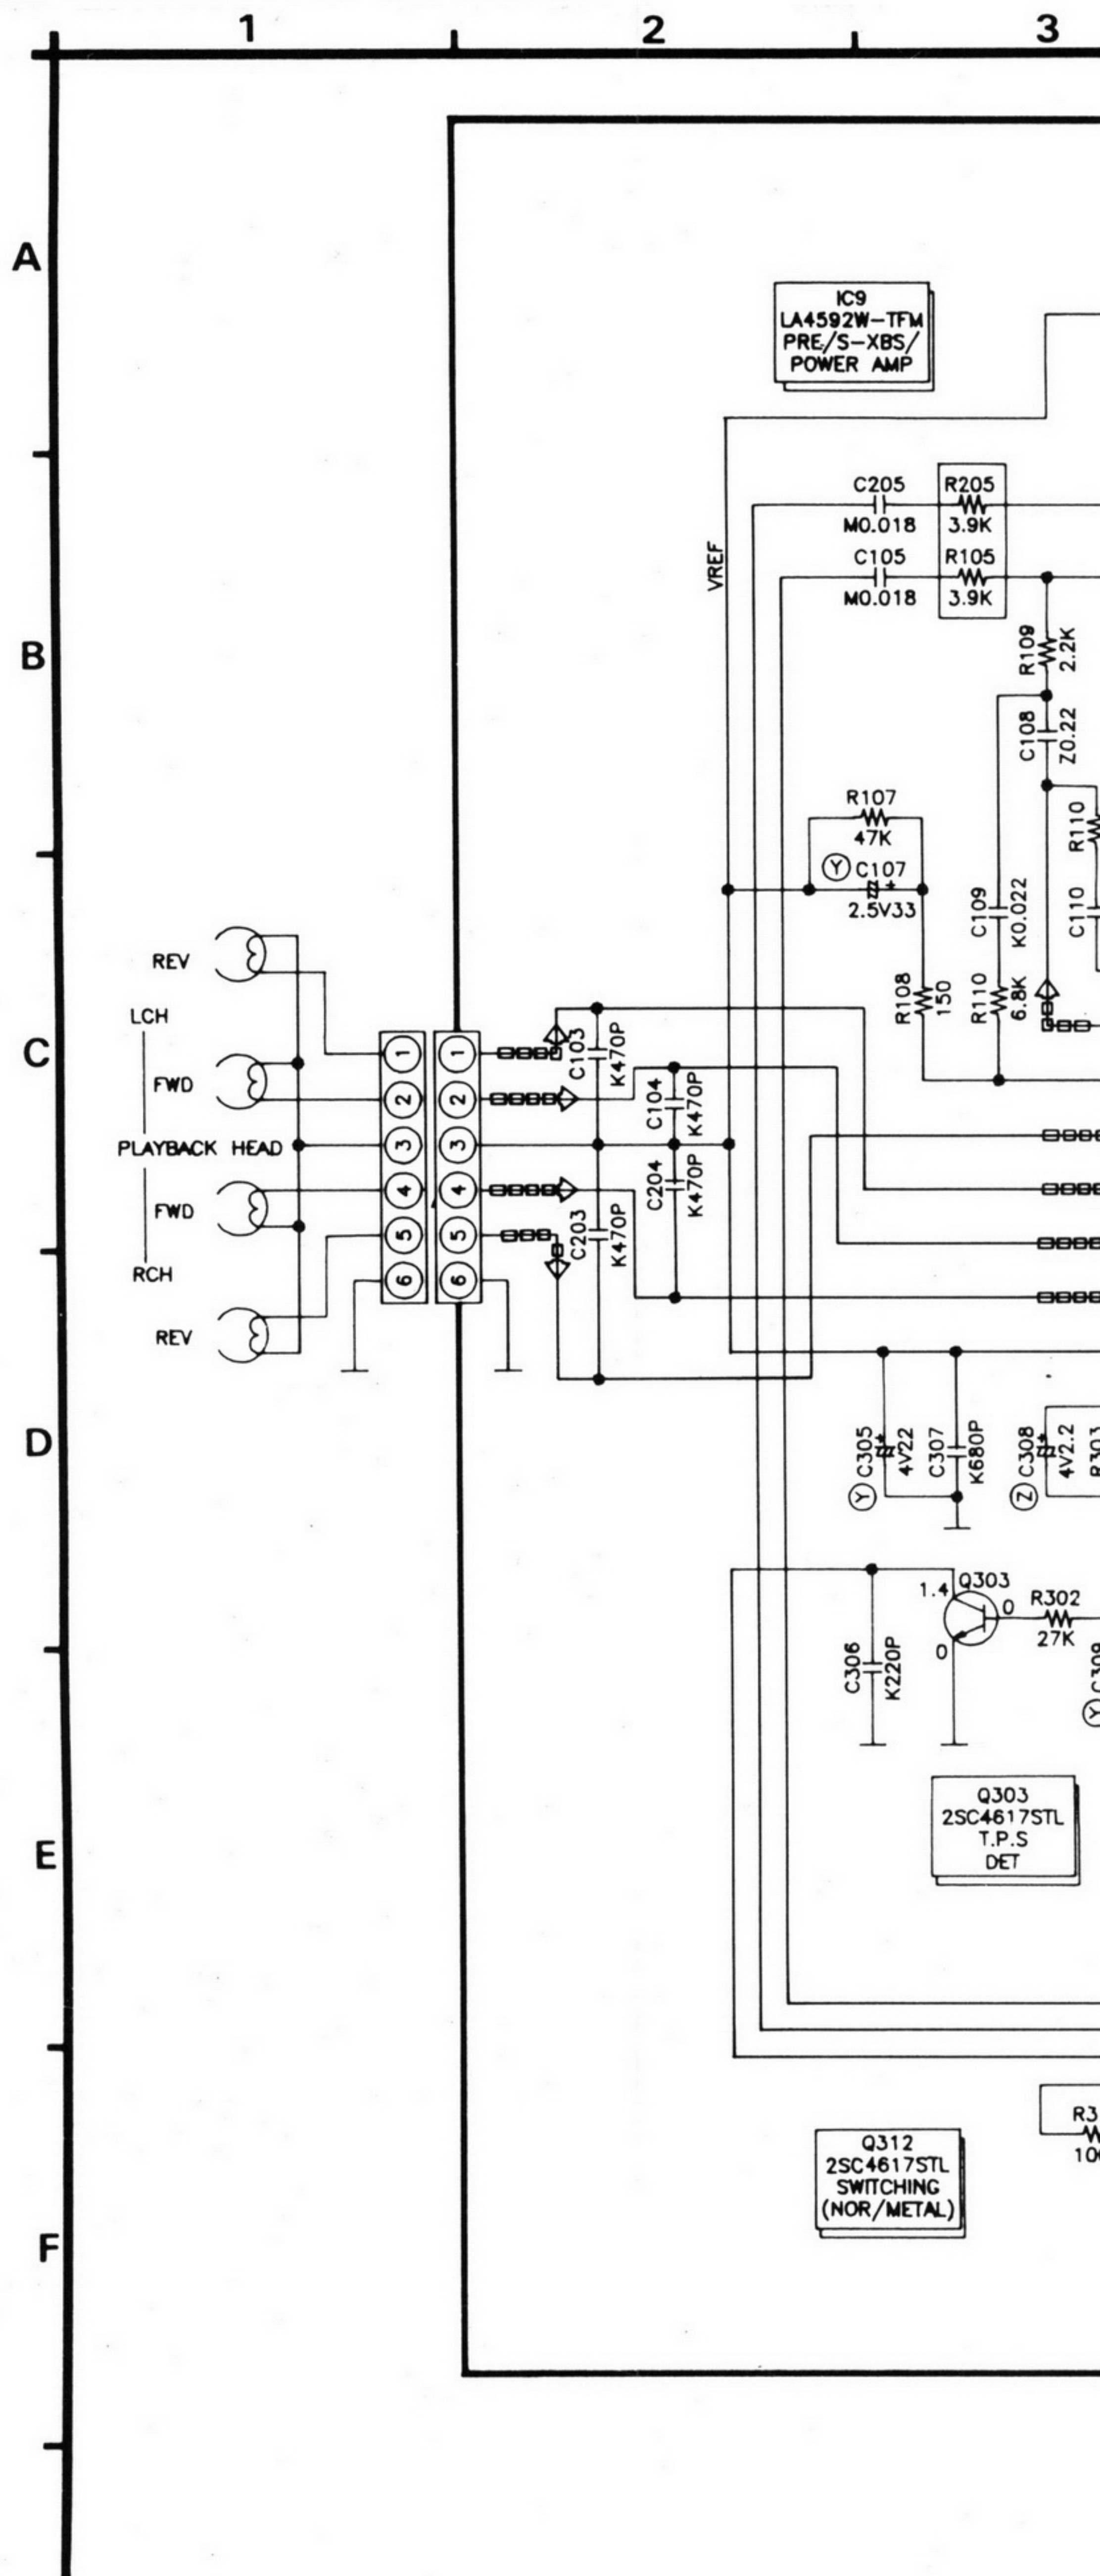 1 2 3
A
IC9
LA4592W-TFM
PRE/S-XBS/
POWER AMP
C205 R205
M0.018 3.9K
C105 R105
M0.018 3.9K
VREF
B
R109
2.2K
C108
Z0.22
R107
47K
R110
Y C107
2.5V33
C109
K0.022
C110
REV
R108
150
R110
6.8K
LCH
C
FWD
PLAYBACK HEAD
FWD
RCH
REV
1 1
2 2
3 3
4 4
5 5
6 6
C103
K470P
C104
K470P
C204
K470P
C203
K470P
D
Y C305
4V22
C307
K680P
Z C308
4V2.2
R303
1.4 Q303
0
0
R302
27K
C306
K220P
Y C309
Q303
2SC4617STL
T.P.S
DET
E
Q312
2SC4617STL
SWITCHING
(NOR/METAL)
F